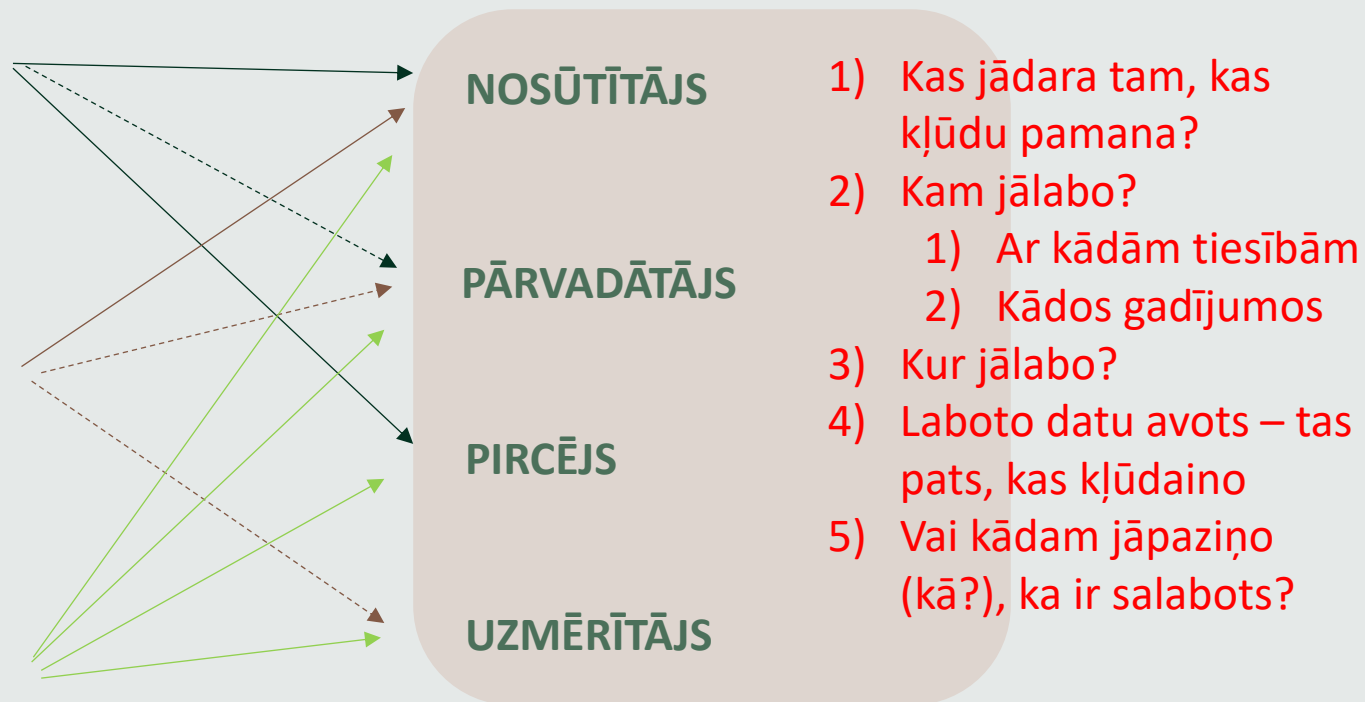 NOSŪTĪTĀJS
PĀRVADĀTĀJS
PIRCĒJS
UZMĒRĪTĀJS
1) Kas jādara tam, kas
kļūdu pamana?
2) Kam jālabo?
1) Ar kādām tiesībām
2) Kādos gadījumos
3) Kur jālabo?
4) Laboto datu avots – tas
pats, kas kļūdaino
5) Vai kādam jāpaziņo
(kā?), ka ir salabots?